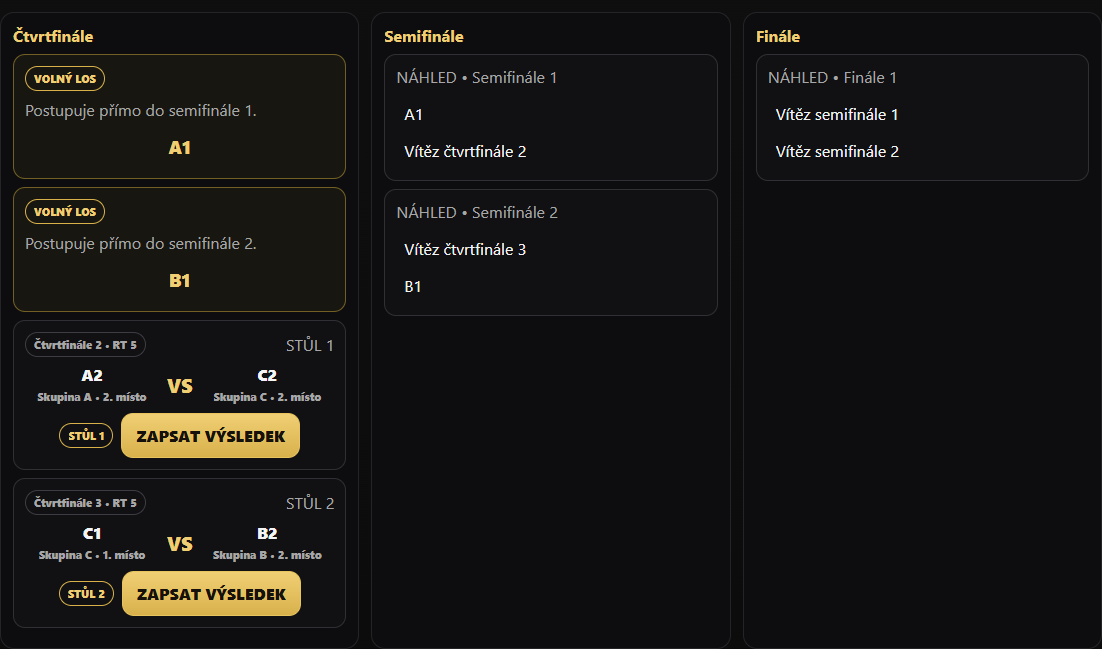 Čtvrtfinále
VOLNÝ LOS
Postupuje přímo do semifinále 1.
A1
VOLNÝ LOS
Postupuje přímo do semifinále 2.
B1
Čtvrtfinále 2 • RT 5
STŮL 1
A2
Skupina A • 2. místo
VS
C2
Skupina C • 2. místo
STŮL 1
ZAPSAT VÝSLEDEK
Čtvrtfinále 3 • RT 5
STŮL 2
C1
Skupina C • 1. místo
VS
B2
Skupina B • 2. místo
STŮL 2
ZAPSAT VÝSLEDEK
Semifinále
NÁHLED • Semifinále 1
A1
Vítěz čtvrtfinále 2
NÁHLED • Semifinále 2
Vítěz čtvrtfinále 3
B1
Finále
NÁHLED • Finále 1
Vítěz semifinále 1
Vítěz semifinále 2